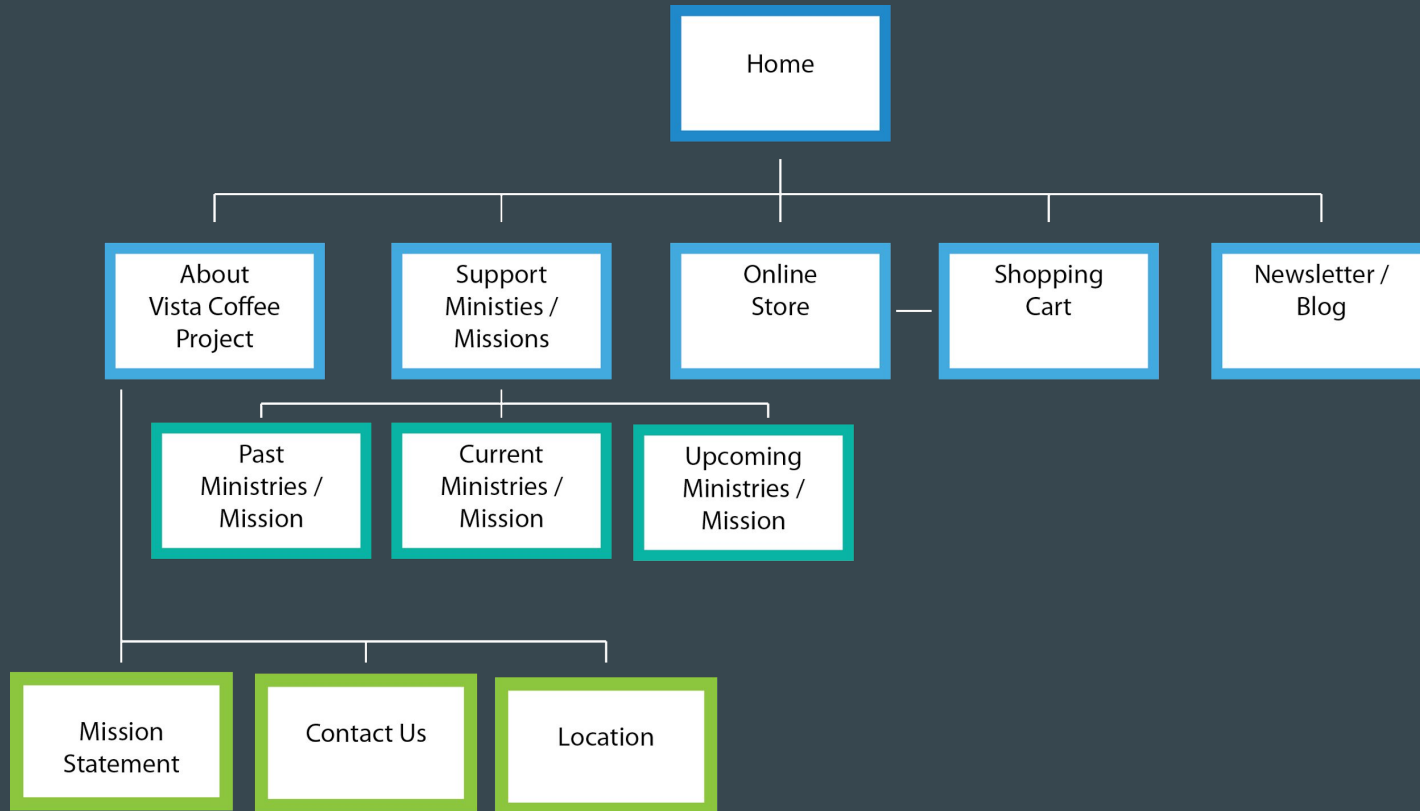 Home
About
Vista Coffee
Project
Support
Ministies /
Missions
Online
Store
Shopping
Cart
Newsletter /
Blog
Past
Ministries /
Mission
Current
Ministries /
Mission
Upcoming
Ministries /
Mission
Mission
Statement
Contact Us
Location